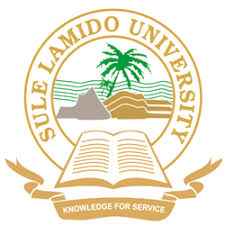 SULE LAMIDO UNIVERSITY
KNOWLEDGE FOR SERVICE